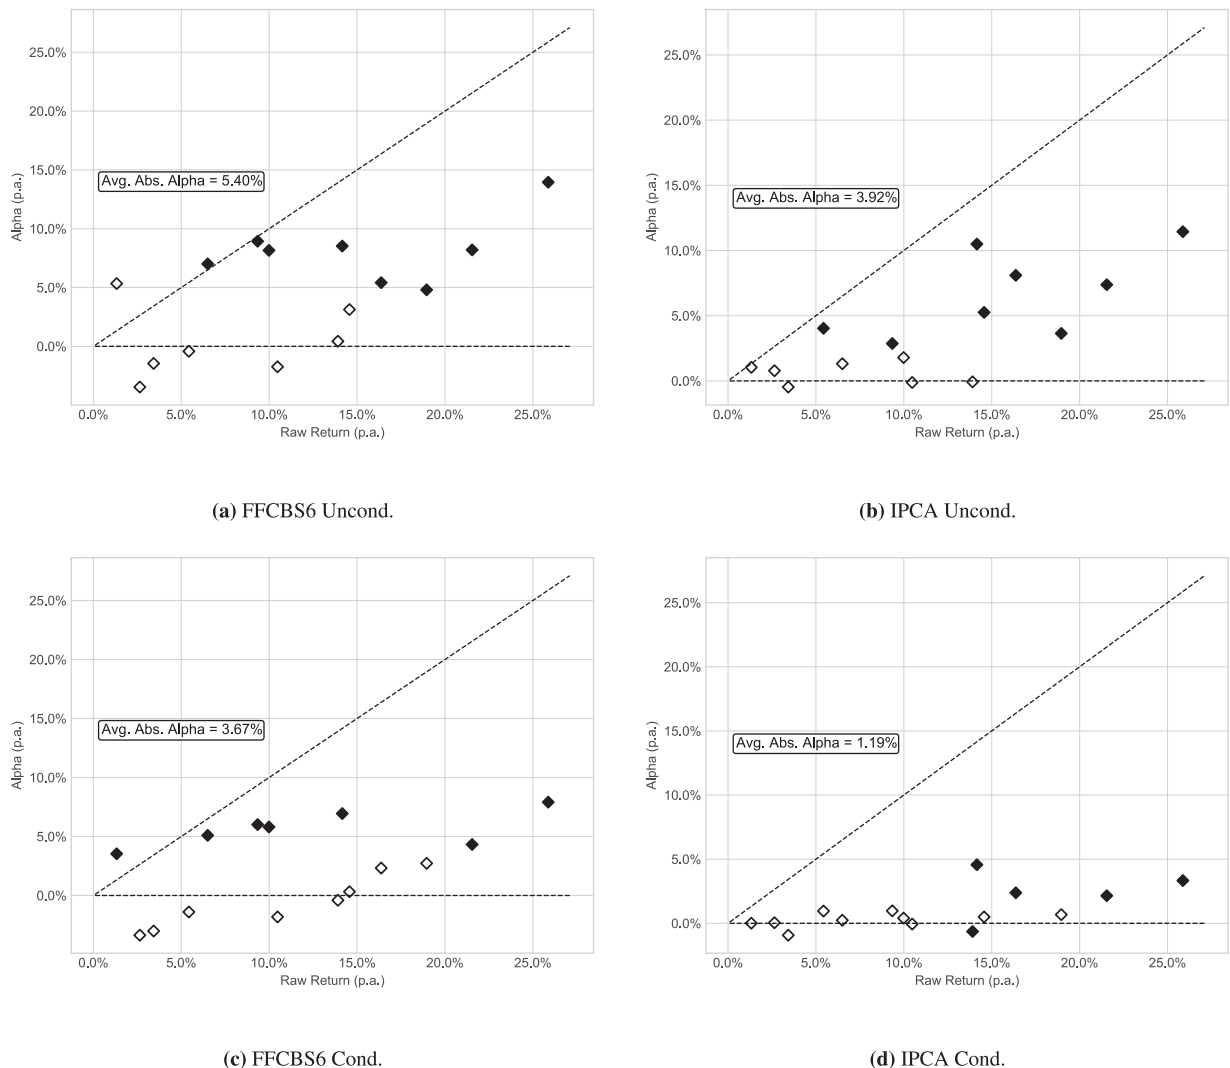 25.0%
20.0%
15.0%
10.0%
5.0%
0.0%
Alpha (p.a.)
Avg. Abs. Alpha = 5.40%
0.0% 5.0% 10.0% 15.0% 20.0% 25.0%
Raw Return (p.a.)
(a) FFCBS6 Uncond.
25.0%
20.0%
15.0%
10.0%
5.0%
0.0%
Alpha (p.a.)
Avg. Abs. Alpha = 3.92%
0.0% 5.0% 10.0% 15.0% 20.0% 25.0%
Raw Return (p.a.)
(b) IPCA Uncond.
25.0%
20.0%
15.0%
10.0%
5.0%
0.0%
Alpha (p.a.)
Avg. Abs. Alpha = 3.67%
0.0% 5.0% 10.0% 15.0% 20.0% 25.0%
Raw Return (p.a.)
(c) FFCBS6 Cond.
25.0%
20.0%
15.0%
10.0%
5.0%
0.0%
Alpha (p.a.)
Avg. Abs. Alpha = 1.19%
0.0% 5.0% 10.0% 15.0% 20.0% 25.0%
Raw Return (p.a.)
(d) IPCA Cond.